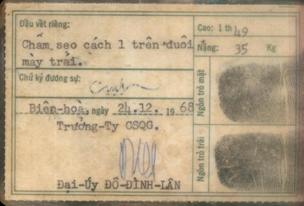 Dấu vết riêng:
Chấm seo cách 1 trên đuôi
mày trái.
Cao: 1 th 49
Nặng: 35 Kg
Chữ ký đương sự:
Biên-hoà, ngày 24.12. 1968
Trưởng-Ty CSQG.
Đại-Úy ĐỖ-ĐÌNH-LÂN
Ngón trỏ mặt
Ngón trỏ trái